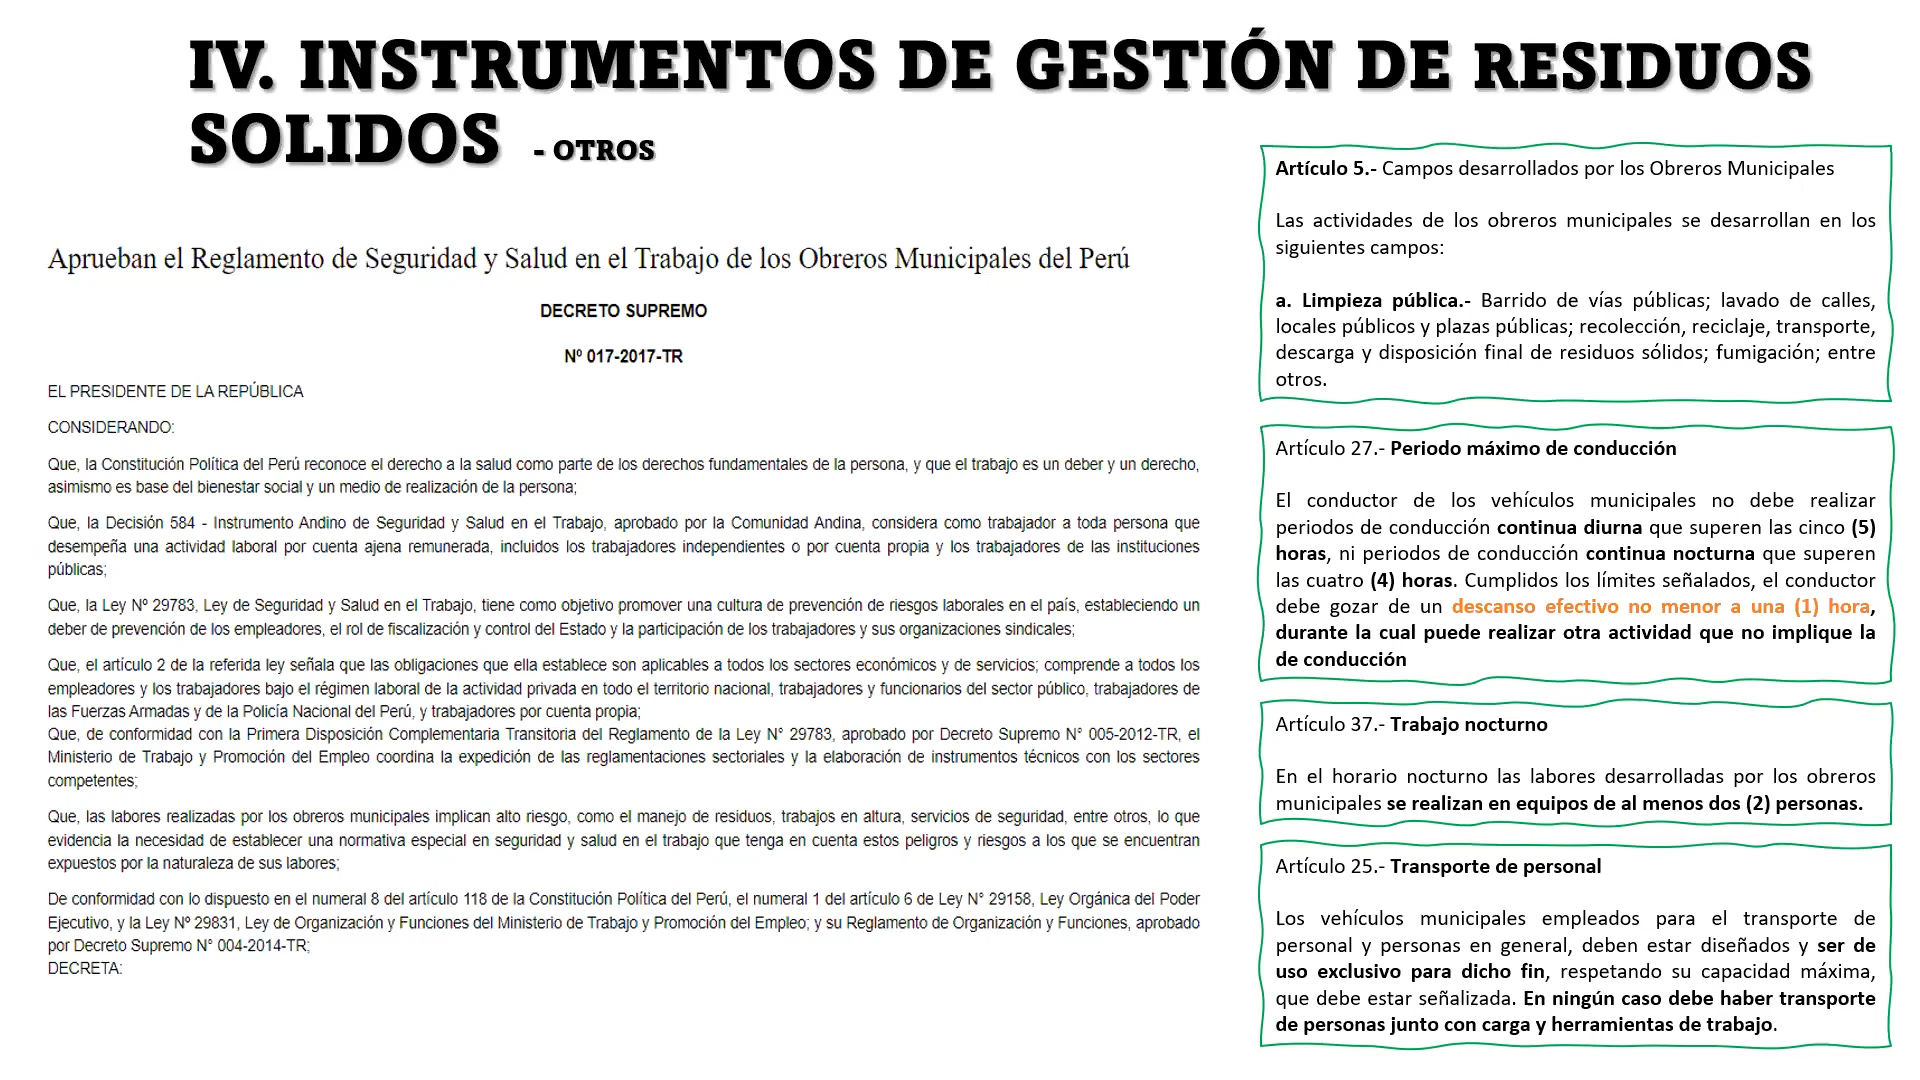 IV. INSTRUMENTOS DE GESTIÓN DE RESIDUOS
SOLIDOS - OTROS
Aprueban el Reglamento de Seguridad y Salud en el Trabajo de los Obreros Municipales del Perú
DECRETO SUPREMO
Nº 017-2017-TR
EL PRESIDENTE DE LA REPÚBLICA
CONSIDERANDO:
Que, la Constitución Política del Perú reconoce el derecho a la salud como parte de los derechos fundamentales de la persona, y que el trabajo es un deber y un derecho,
asimismo es base del bienestar social y un medio de realización de la persona;
Que, la Decisión 584 - Instrumento Andino de Seguridad y Salud en el Trabajo, aprobado por la Comunidad Andina, considera como trabajador a toda persona que
desempeña una actividad laboral por cuenta ajena remunerada, incluidos los trabajadores independientes o por cuenta propia y los trabajadores de las instituciones
públicas;
Que, la Ley Nº 29783, Ley de Seguridad y Salud en el Trabajo, tiene como objetivo promover una cultura de prevención de riesgos laborales en el país, estableciendo un
deber de prevención de los empleadores, el rol de fiscalización y control del Estado y la participación de los trabajadores y sus organizaciones sindicales;
Que, el artículo 2 de la referida ley señala que las obligaciones que ella establece son aplicables a todos los sectores económicos y de servicios; comprende a todos los
empleadores y los trabajadores bajo el régimen laboral de la actividad privada en todo el territorio nacional, trabajadores y funcionarios del sector público, trabajadores de
las Fuerzas Armadas y de la Policía Nacional del Perú, y trabajadores por cuenta propia;
Que, de conformidad con la Primera Disposición Complementaria Transitoria del Reglamento de la Ley N° 29783, aprobado por Decreto Supremo N° 005-2012-TR, el
Ministerio de Trabajo y Promoción del Empleo coordina la expedición de las reglamentaciones sectoriales y la elaboración de instrumentos técnicos con los sectores
competentes;
Que, las labores realizadas por los obreros municipales implican alto riesgo, como el manejo de residuos, trabajos en altura, servicios de seguridad, entre otros, lo que
evidencia la necesidad de establecer una normativa especial en seguridad y salud en el trabajo que tenga en cuenta estos peligros y riesgos a los que se encuentran
expuestos por la naturaleza de sus labores;
De conformidad con lo dispuesto en el numeral 8 del artículo 118 de la Constitución Política del Perú, el numeral 1 del artículo 6 de Ley N° 29158, Ley Orgánica del Poder
Ejecutivo, y la Ley Nº 29831, Ley de Organización y Funciones del Ministerio de Trabajo y Promoción del Empleo; y su Reglamento de Organización y Funciones, aprobado
por Decreto Supremo N° 004-2014-TR;
DECRETA:
Artículo 5.- Campos desarrollados por los Obreros Municipales
Las actividades de los obreros municipales se desarrollan en los
siguientes campos:
a. Limpieza pública.- Barrido de vías públicas; lavado de calles,
locales públicos y plazas públicas; recolección, reciclaje, transporte,
descarga y disposición final de residuos sólidos; fumigación; entre
otros.
Artículo 27.- Periodo máximo de conducción
El conductor de los vehículos municipales no debe realizar
periodos de conducción continua diurna que superen las cinco (5)
horas, ni periodos de conducción continua nocturna que superen
las cuatro (4) horas. Cumplidos los límites señalados, el conductor
debe gozar de un descanso efectivo no menor a una (1) hora,
durante la cual puede realizar otra actividad que no implique la
de conducción
Artículo 37.- Trabajo nocturno
En el horario nocturno las labores desarrolladas por los obreros
municipales se realizan en equipos de al menos dos (2) personas.
Artículo 25.- Transporte de personal
Los vehículos municipales empleados para el transporte de
personal y personas en general, deben estar diseñados y ser de
uso exclusivo para dicho fin, respetando su capacidad máxima,
que debe estar señalizada. En ningún caso debe haber transporte
de personas junto con carga y herramientas de trabajo.